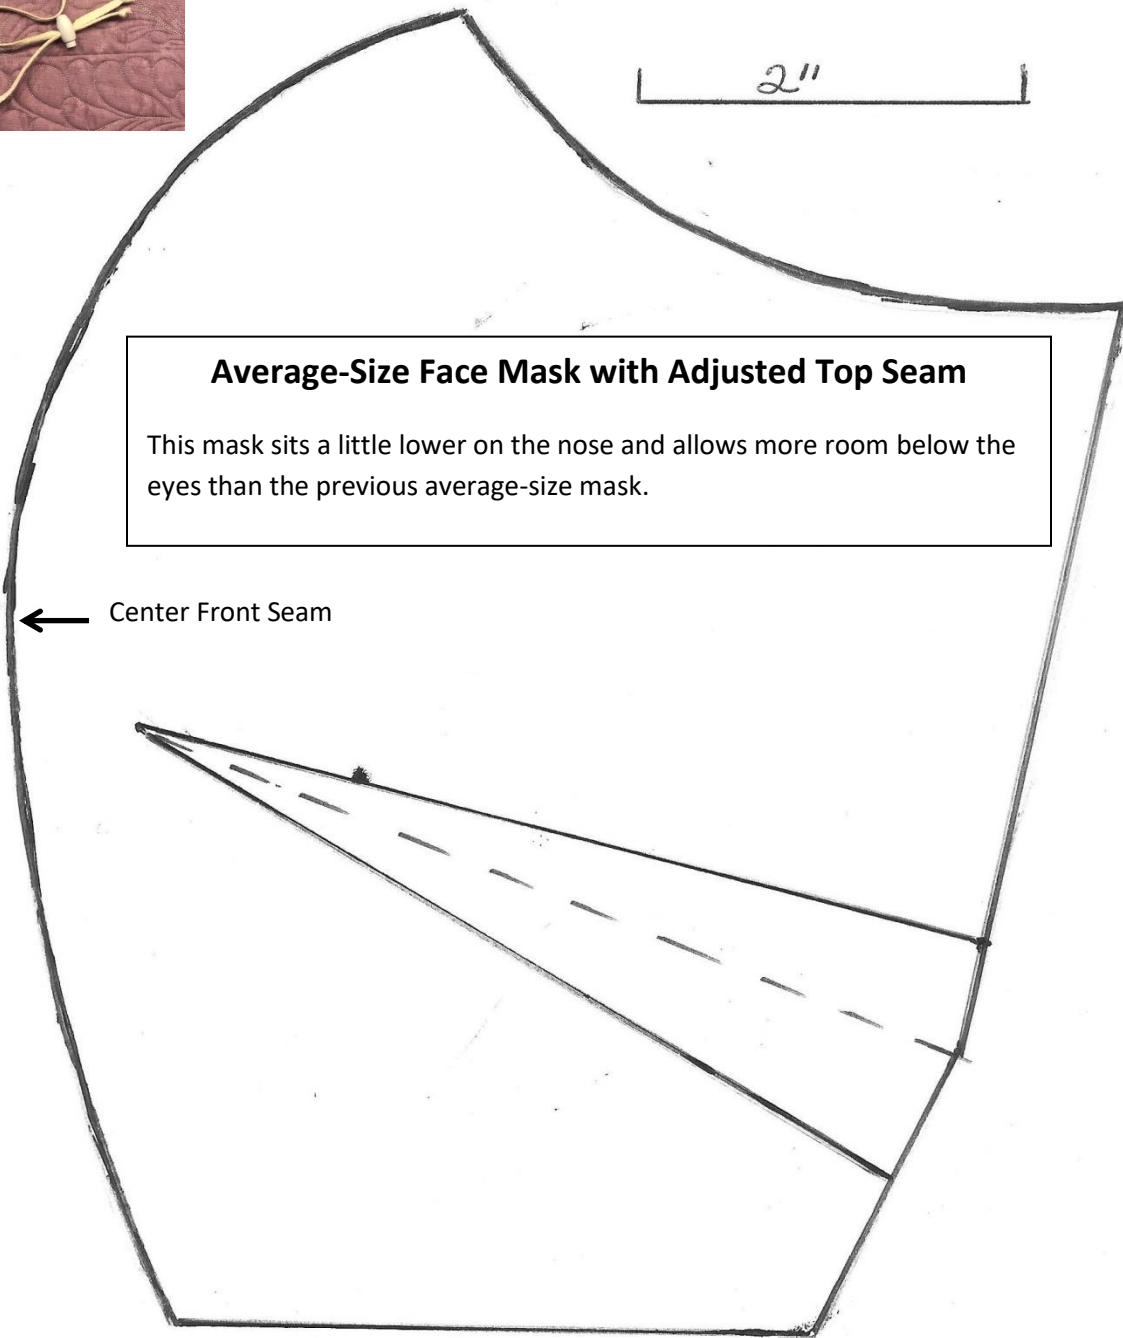 2"
Average-Size Face Mask with Adjusted Top Seam
This mask sits a little lower on the nose and allows more room below the
eyes than the previous average-size mask.
Center Front Seam